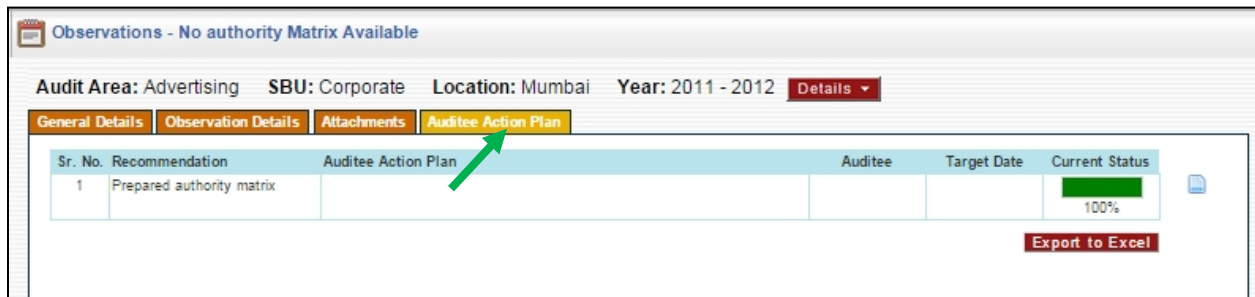 Observations - No authority Matrix Available
Audit Area: Advertising SBU: Corporate Location: Mumbai Year: 2011 - 2012 Details
General Details Observation Details Attachments Auditee Action Plan
Sr. No. Recommendation Auditee Action Plan Auditee Target Date Current Status
1 Prepared authority matrix
100%
Export to Excel